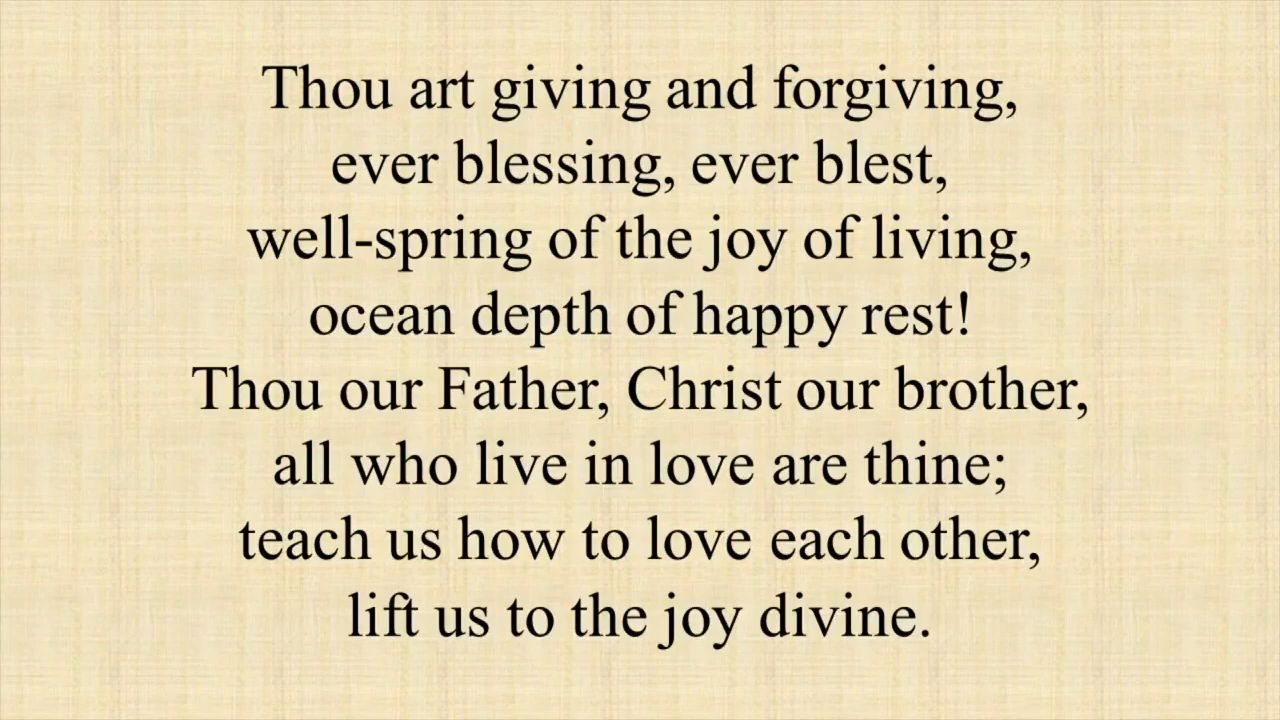 Thou art giving and forgiving,
ever blessing, ever blest,
well-spring of the joy of living,
ocean depth of happy rest!
Thou our Father, Christ our brother,
all who live in love are thine;
teach us how to love each other,
lift us to the joy divine.